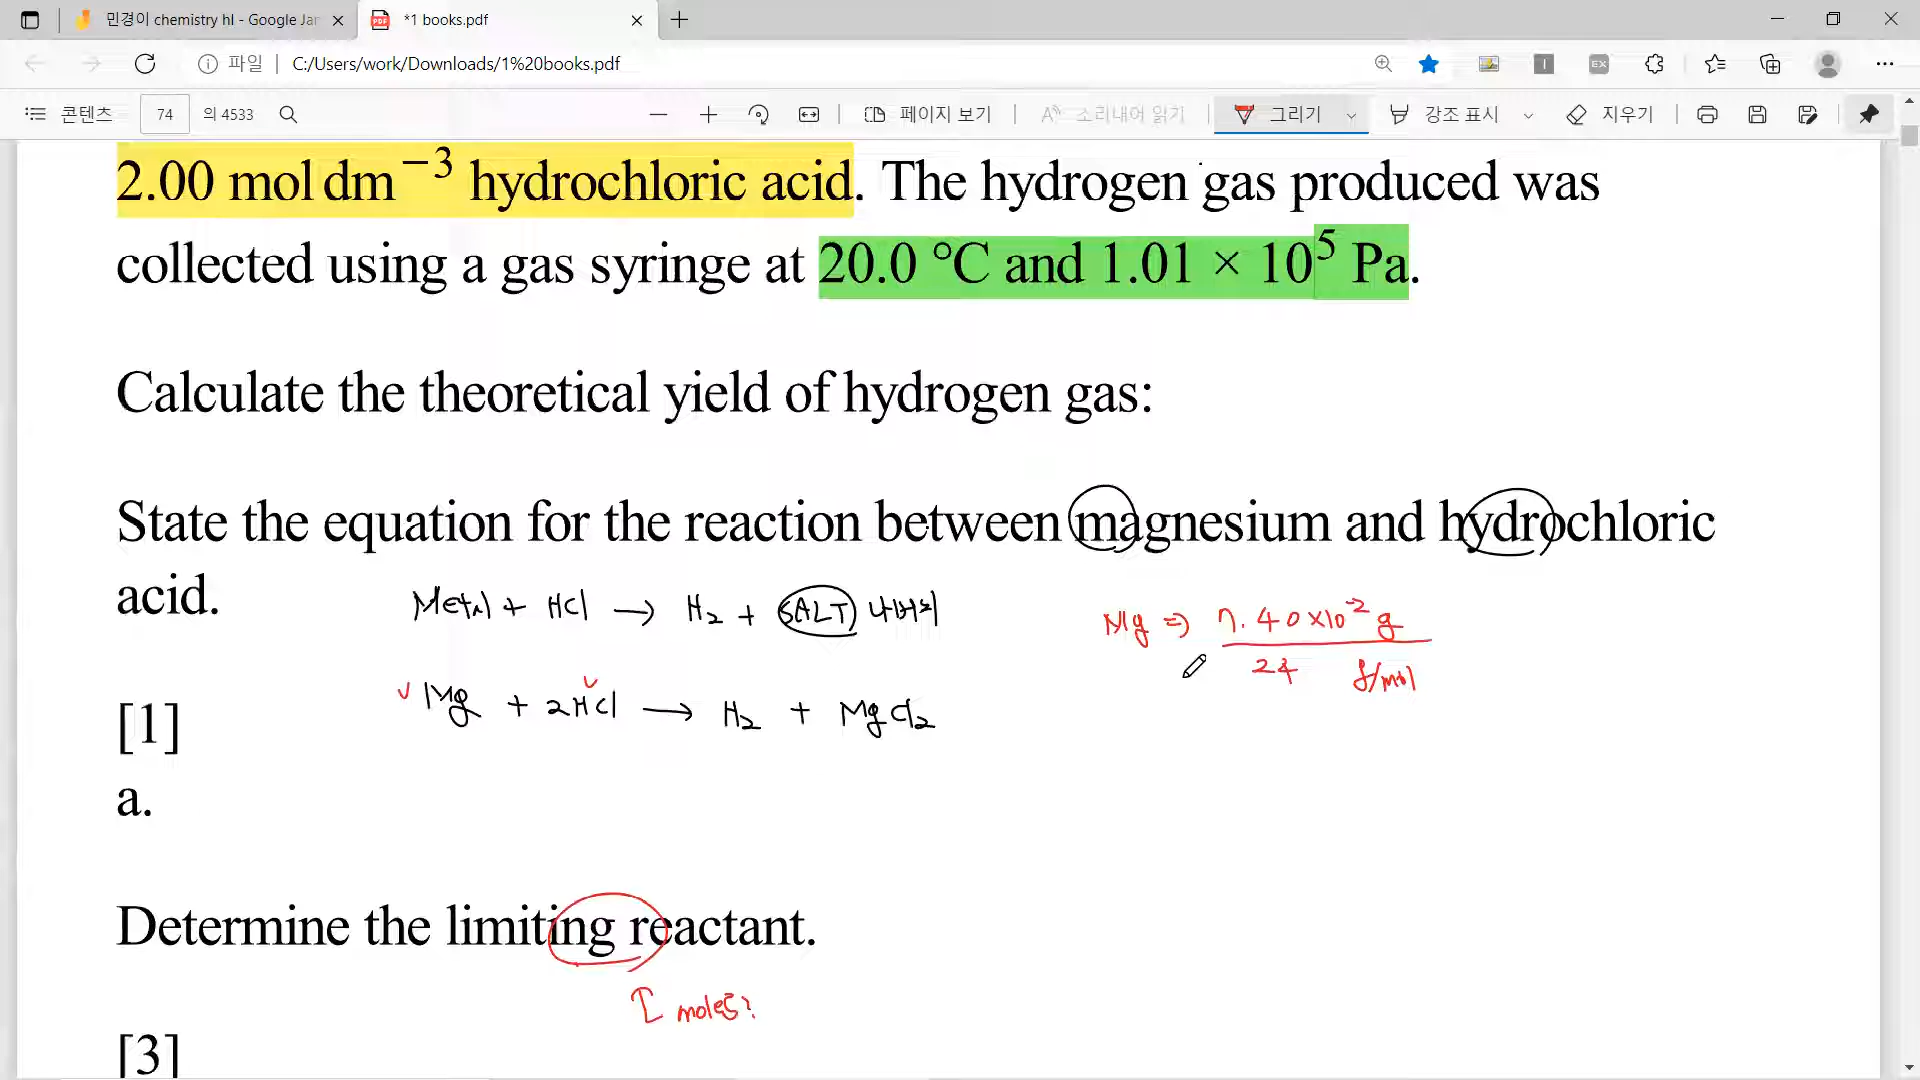 민경이 chemistry hl - Google Jar
*1 books.pdf
파일 C:/Users/work/Downloads/1%20books.pdf
콘텐츠 74 의 4533 페이지 보기 소리내어 읽기 그리기 강조 표시 지우기
2.00 mol dm⁻³ hydrochloric acid. The hydrogen gas produced was
collected using a gas syringe at 20.0 °C and 1.01 × 10⁵ Pa.
Calculate the theoretical yield of hydrogen gas:
State the equation for the reaction between magnesium and hydrochloric
acid.
Metal + HCl → H₂ + SALT
Mg ⇒ 7.40×10⁻² g
24 g/mol
Mg + 2HCl → H₂ + MgCl₂
[1]
a.
Determine the limiting reactant.
moles?
[3]